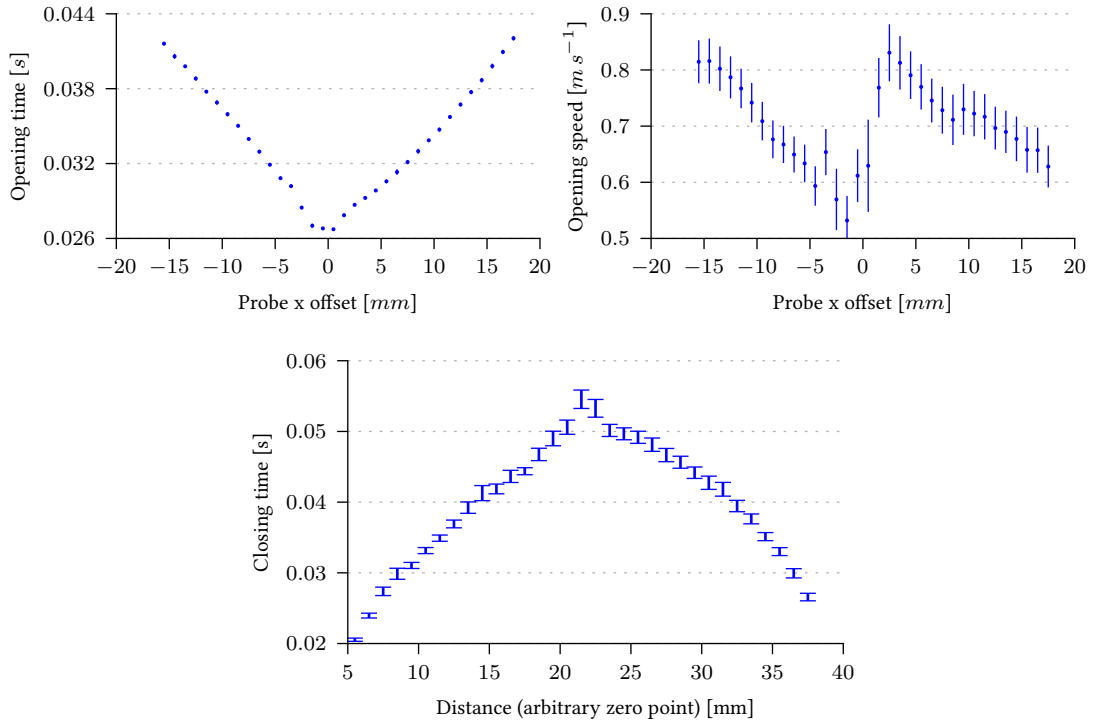 Opening time [s]
0.044
0.038
0.032
0.026
−20 −15 −10 −5 0 5 10 15 20
Probe x offset [mm]
Opening speed [m s⁻¹]
0.9
0.8
0.7
0.6
0.5
−20 −15 −10 −5 0 5 10 15 20
Probe x offset [mm]
Closing time [s]
0.06
0.05
0.04
0.03
0.02
5 10 15 20 25 30 35 40
Distance (arbitrary zero point) [mm]